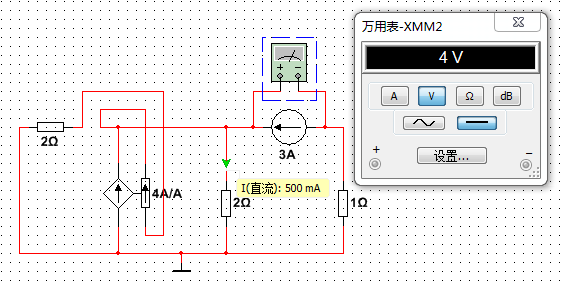 万用表-XMM2
4 V
A
V
Ω
dB
+
设置...
−
+ −
3A
2Ω
4A/A
I(直流): 500 mA
2Ω
1Ω